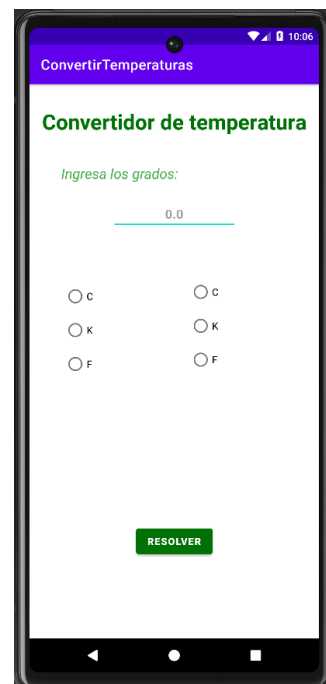 10:06
ConvertirTemperaturas
Convertidor de temperatura
Ingresa los grados:
0.0
C C
K K
F F
RESOLVER